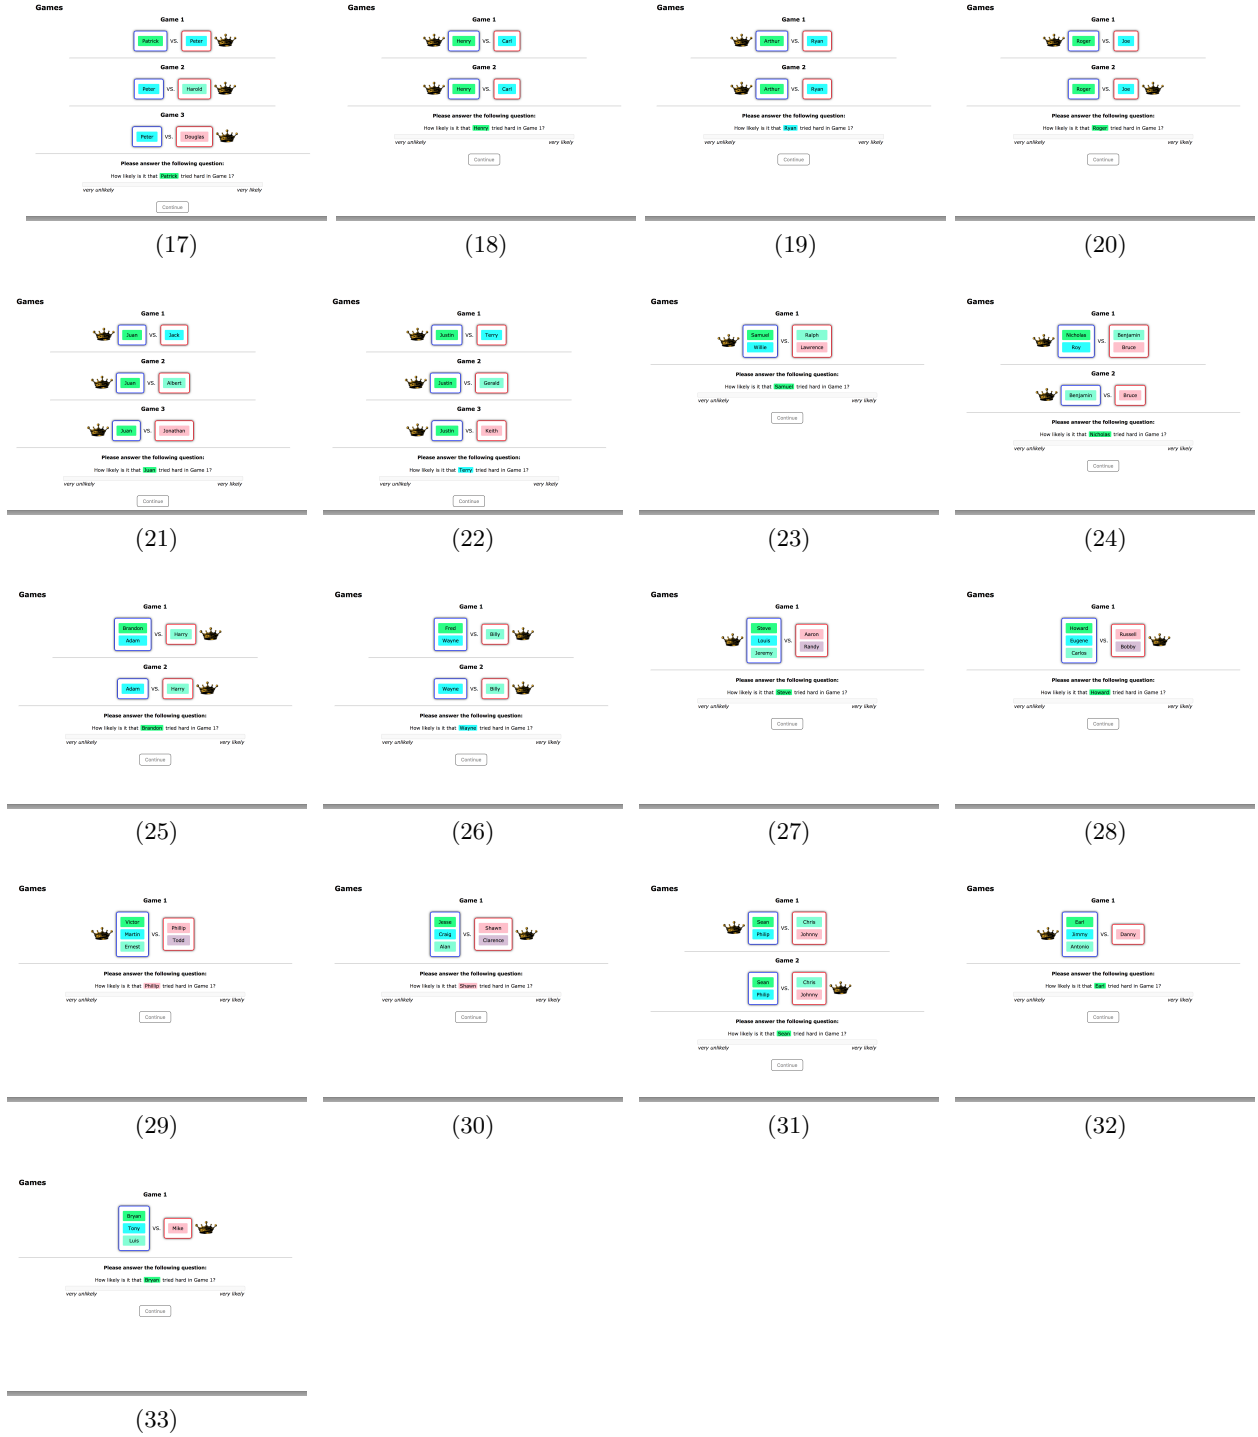 Games
Game 1
Patrick vs. Peter
Game 2
Peter vs. Harold
Game 3
Peter vs. Douglas
Please answer the following question:
How likely is it that Patrick tried hard in Game 1?
very unlikely very likely
Continue
(17)
Games
Game 1
Henry vs. Carl
Game 2
Henry vs. Carl
Please answer the following question:
How likely is it that Henry tried hard in Game 1?
very unlikely very likely
Continue
(18)
Games
Game 1
Arthur vs. Ryan
Game 2
Arthur vs. Ryan
Please answer the following question:
How likely is it that Ryan tried hard in Game 1?
very unlikely very likely
Continue
(19)
Games
Game 1
Roger vs. Joe
Game 2
Roger vs. Joe
Please answer the following question:
How likely is it that Roger tried hard in Game 1?
very unlikely very likely
Continue
(20)
Games
Game 1
Juan vs. Jack
Game 2
Juan vs. Albert
Game 3
Juan vs. Jonathan
Please answer the following question:
How likely is it that Juan tried hard in Game 1?
very unlikely very likely
Continue
(21)
Games
Game 1
Justin vs. Terry
Game 2
Justin vs. Gerald
Game 3
Justin vs. Keith
Please answer the following question:
How likely is it that Terry tried hard in Game 1?
very unlikely very likely
Continue
(22)
Games
Game 1
Samuel Ralph
vs.
Willie Lawrence
Please answer the following question:
How likely is it that Samuel tried hard in Game 1?
very unlikely very likely
Continue
(23)
Games
Game 1
Nicholas Benjamin
vs.
Roy Bruce
Game 2
Benjamin vs. Bruce
Please answer the following question:
How likely is it that Nicholas tried hard in Game 1?
very unlikely very likely
Continue
(24)
Games
Game 1
Brandon
vs. Harry
Adam
Game 2
Adam vs. Harry
Please answer the following question:
How likely is it that Brandon tried hard in Game 1?
very unlikely very likely
Continue
(25)
Games
Game 1
Fred
vs. Billy
Wayne
Game 2
Wayne vs. Billy
Please answer the following question:
How likely is it that Wayne tried hard in Game 1?
very unlikely very likely
Continue
(26)
Games
Game 1
Steve
Aaron
Louis vs.
Randy
Jeremy
Please answer the following question:
How likely is it that Steve tried hard in Game 1?
very unlikely very likely
Continue
(27)
Games
Game 1
Howard
Russell
Eugene vs.
Bobby
Carlos
Please answer the following question:
How likely is it that Howard tried hard in Game 1?
very unlikely very likely
Continue
(28)
Games
Game 1
Victor
Phillip
Martin vs.
Todd
Ernest
Please answer the following question:
How likely is it that Phillip tried hard in Game 1?
very unlikely very likely
Continue
(29)
Games
Game 1
Jesse
Shawn
Craig vs.
Clarence
Alan
Please answer the following question:
How likely is it that Shawn tried hard in Game 1?
very unlikely very likely
Continue
(30)
Games
Game 1
Sean Chris
vs.
Philip Johnny
Game 2
Sean Chris
vs.
Philip Johnny
Please answer the following question:
How likely is it that Sean tried hard in Game 1?
very unlikely very likely
Continue
(31)
Games
Game 1
Earl
Jimmy vs. Danny
Antonio
Please answer the following question:
How likely is it that Earl tried hard in Game 1?
very unlikely very likely
Continue
(32)
Games
Game 1
Bryan
Tony vs. Mike
Luis
Please answer the following question:
How likely is it that Bryan tried hard in Game 1?
very unlikely very likely
Continue
(33)